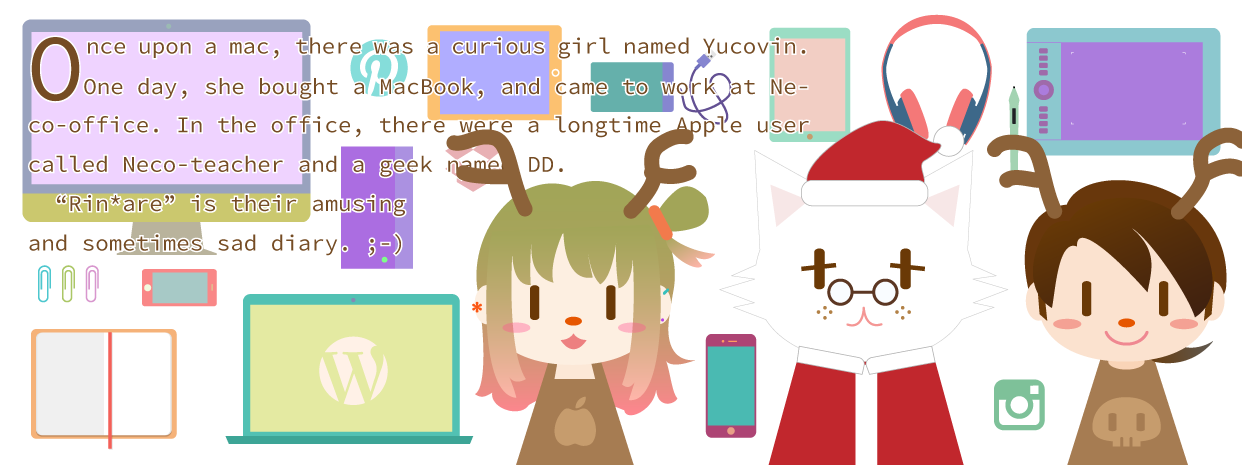 Once upon a mac, there was a curious girl named Yucovin.
One day, she bought a MacBook, and came to work at Ne-
co-office. In the office, there were a longtime Apple user
called Neco-teacher and a geek named DD.
“Rin*are” is their amusing
and sometimes sad diary. ;-)